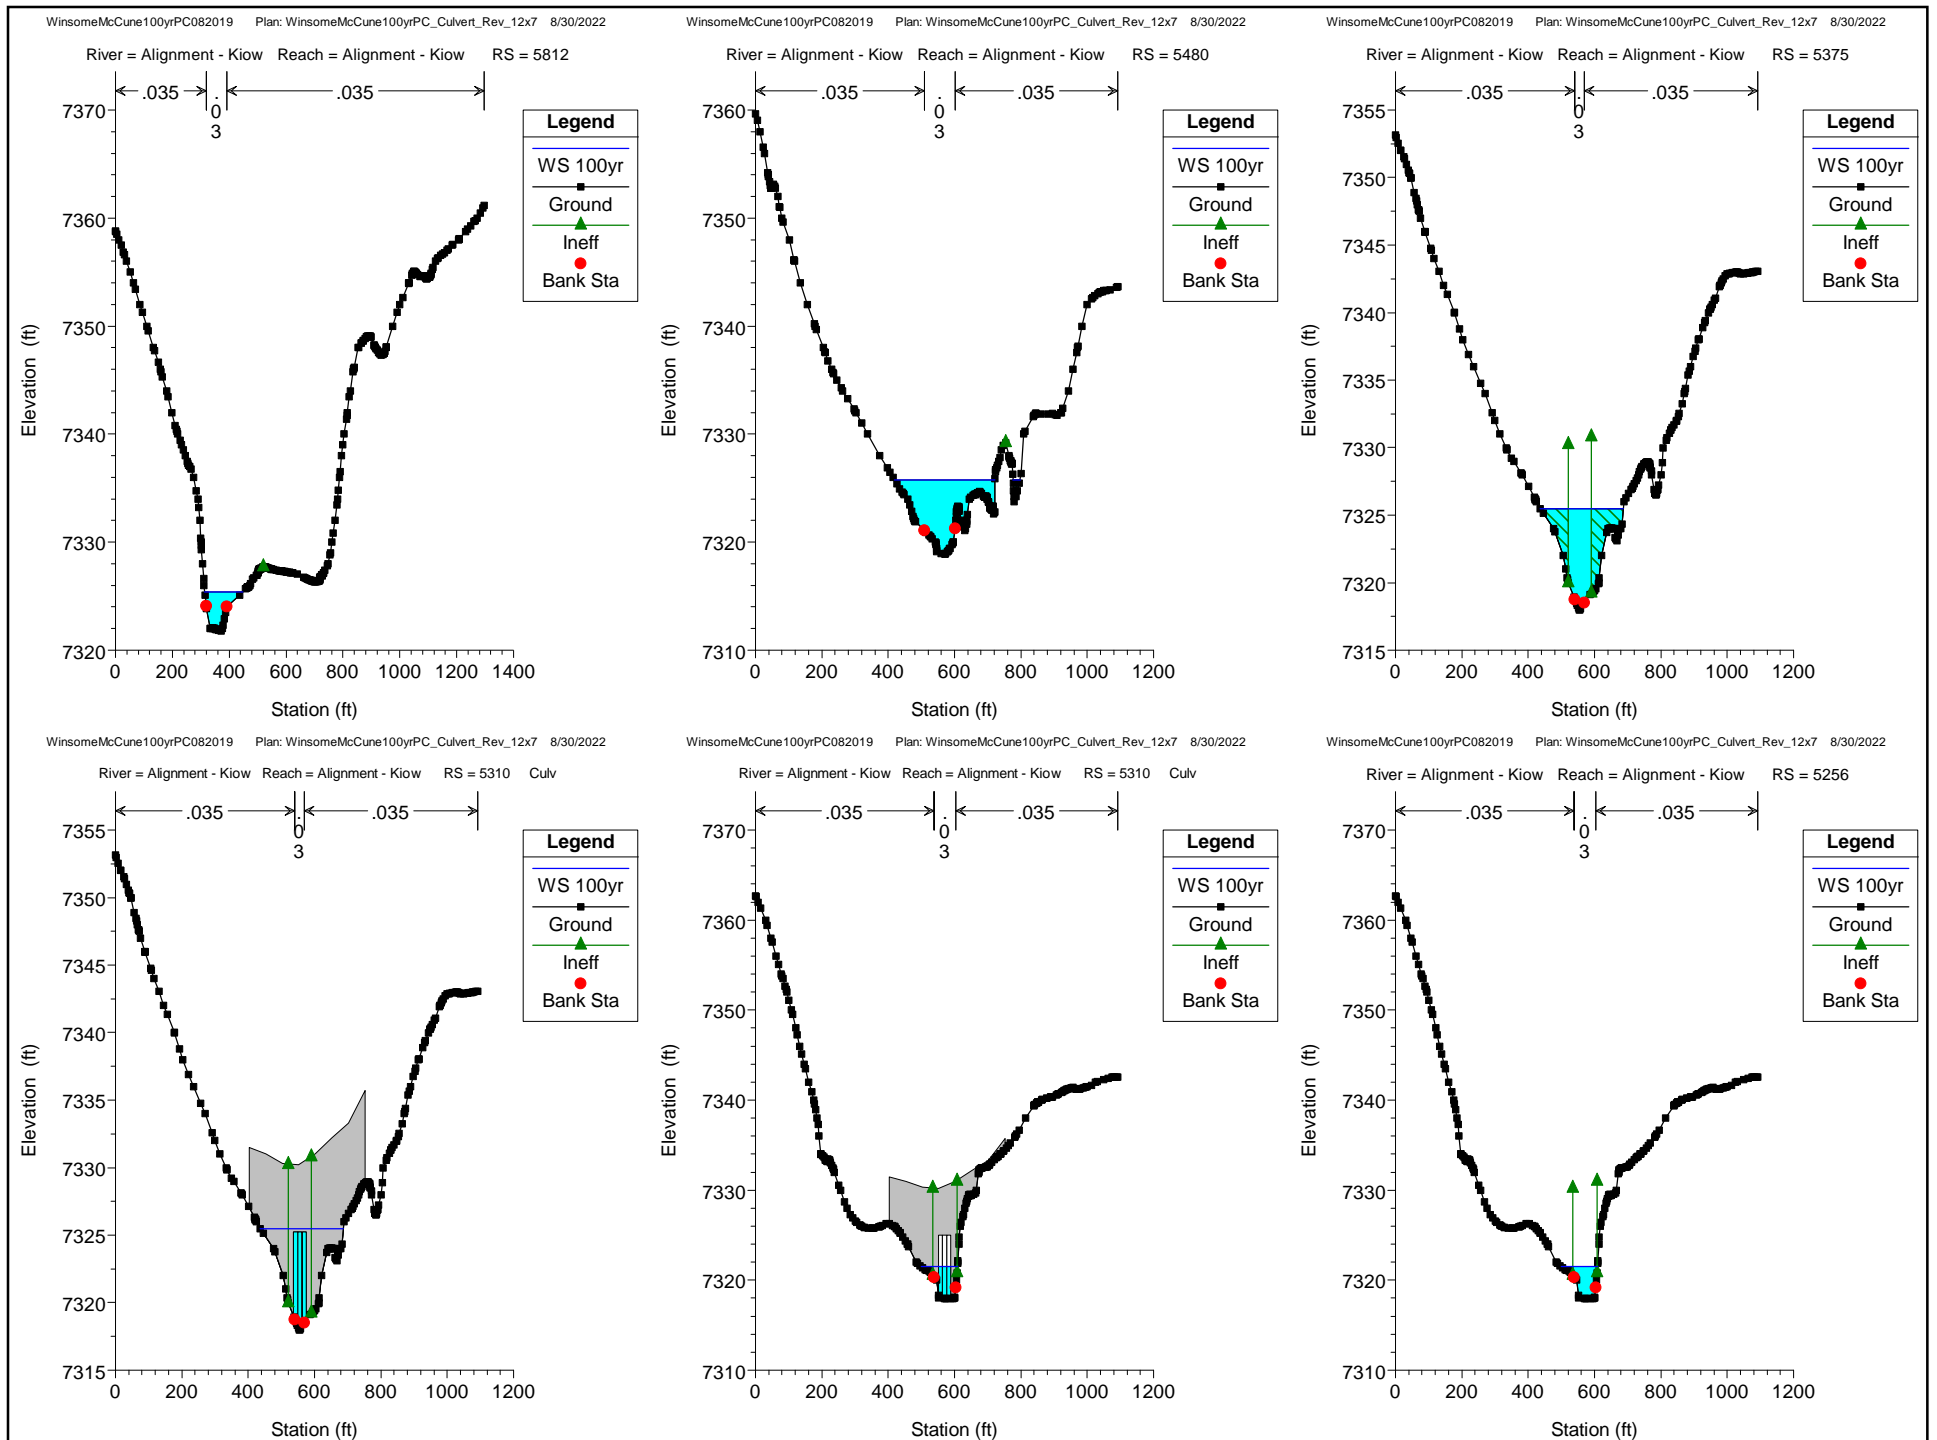 WinsomeMcCune100yrPC082019 Plan: WinsomeMcCune100yrPC_Culvert_Rev_12x7 8/30/2022
River = Alignment - Kiow Reach = Alignment - Kiow RS = 5812
.035 .03 .035
Legend
WS 100yr
Ground
Ineff
Bank Sta
7370
7360
7350
7340
7330
7320
Elevation (ft)
0 200 400 600 800 1000 1200 1400
Station (ft)
WinsomeMcCune100yrPC082019 Plan: WinsomeMcCune100yrPC_Culvert_Rev_12x7 8/30/2022
River = Alignment - Kiow Reach = Alignment - Kiow RS = 5480
.035 .03 .035
Legend
WS 100yr
Ground
Ineff
Bank Sta
7360
7350
7340
7330
7320
7310
Elevation (ft)
0 200 400 600 800 1000 1200
Station (ft)
WinsomeMcCune100yrPC082019 Plan: WinsomeMcCune100yrPC_Culvert_Rev_12x7 8/30/2022
River = Alignment - Kiow Reach = Alignment - Kiow RS = 5375
.035 .03 .035
Legend
WS 100yr
Ground
Ineff
Bank Sta
7355
7350
7345
7340
7335
7330
7325
7320
7315
Elevation (ft)
0 200 400 600 800 1000 1200
Station (ft)
WinsomeMcCune100yrPC082019 Plan: WinsomeMcCune100yrPC_Culvert_Rev_12x7 8/30/2022
River = Alignment - Kiow Reach = Alignment - Kiow RS = 5310 Culv
.035 .03 .035
Legend
WS 100yr
Ground
Ineff
Bank Sta
7355
7350
7345
7340
7335
7330
7325
7320
7315
Elevation (ft)
0 200 400 600 800 1000 1200
Station (ft)
WinsomeMcCune100yrPC082019 Plan: WinsomeMcCune100yrPC_Culvert_Rev_12x7 8/30/2022
River = Alignment - Kiow Reach = Alignment - Kiow RS = 5310 Culv
.035 .03 .035
Legend
WS 100yr
Ground
Ineff
Bank Sta
7370
7360
7350
7340
7330
7320
7310
Elevation (ft)
0 200 400 600 800 1000 1200
Station (ft)
WinsomeMcCune100yrPC082019 Plan: WinsomeMcCune100yrPC_Culvert_Rev_12x7 8/30/2022
River = Alignment - Kiow Reach = Alignment - Kiow RS = 5256
.035 .03 .035
Legend
WS 100yr
Ground
Ineff
Bank Sta
7370
7360
7350
7340
7330
7320
7310
Elevation (ft)
0 200 400 600 800 1000 1200
Station (ft)